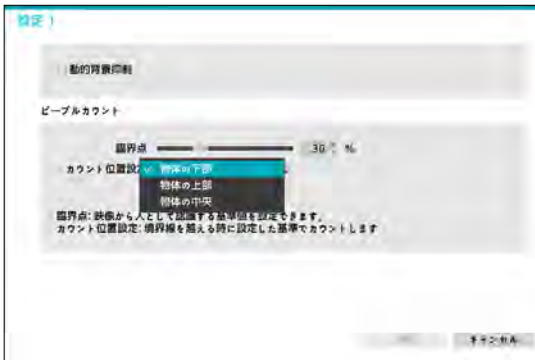 設定 1
動的背景抑制
ピープルカウント
臨界点 30 %
カウント位置設
✓ 物体の下部
物体の上部
物体の中央
臨界点: 映像から人として認識する基準値を設定できます。
カウント位置設定: 境界線を越える時に設定した基準でカウントします
キャンセル